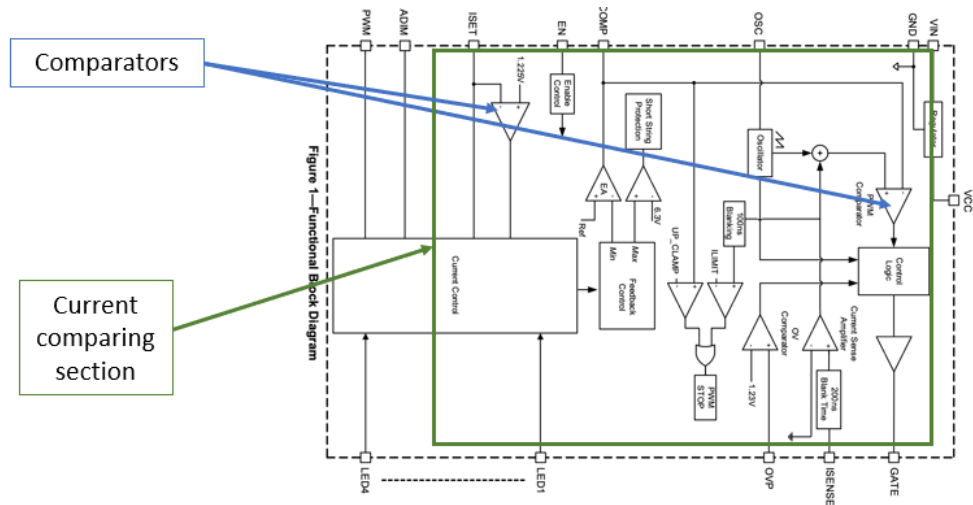 Comparators
Current
comparing
section
PWM
ADIM
ISET
EN
COMP
OSC
GND
VIN
VCC
1.225V
Enable
Control
Short String
Protection
Oscillator
Regulator
PWM
Comparator
EA
6.3V
Ref
100ns
Blanking
UP_CLAMP
ILIMIT
Control
Logic
Min
Max
Feedback
Control
Current Control
OV
Comparator
Current Sense
Amplifier
PWM
STOP
1.23V
200ns
Blank Time
LED4
LED1
OVP
ISENSE
GATE
Figure 1—Functional Block Diagram